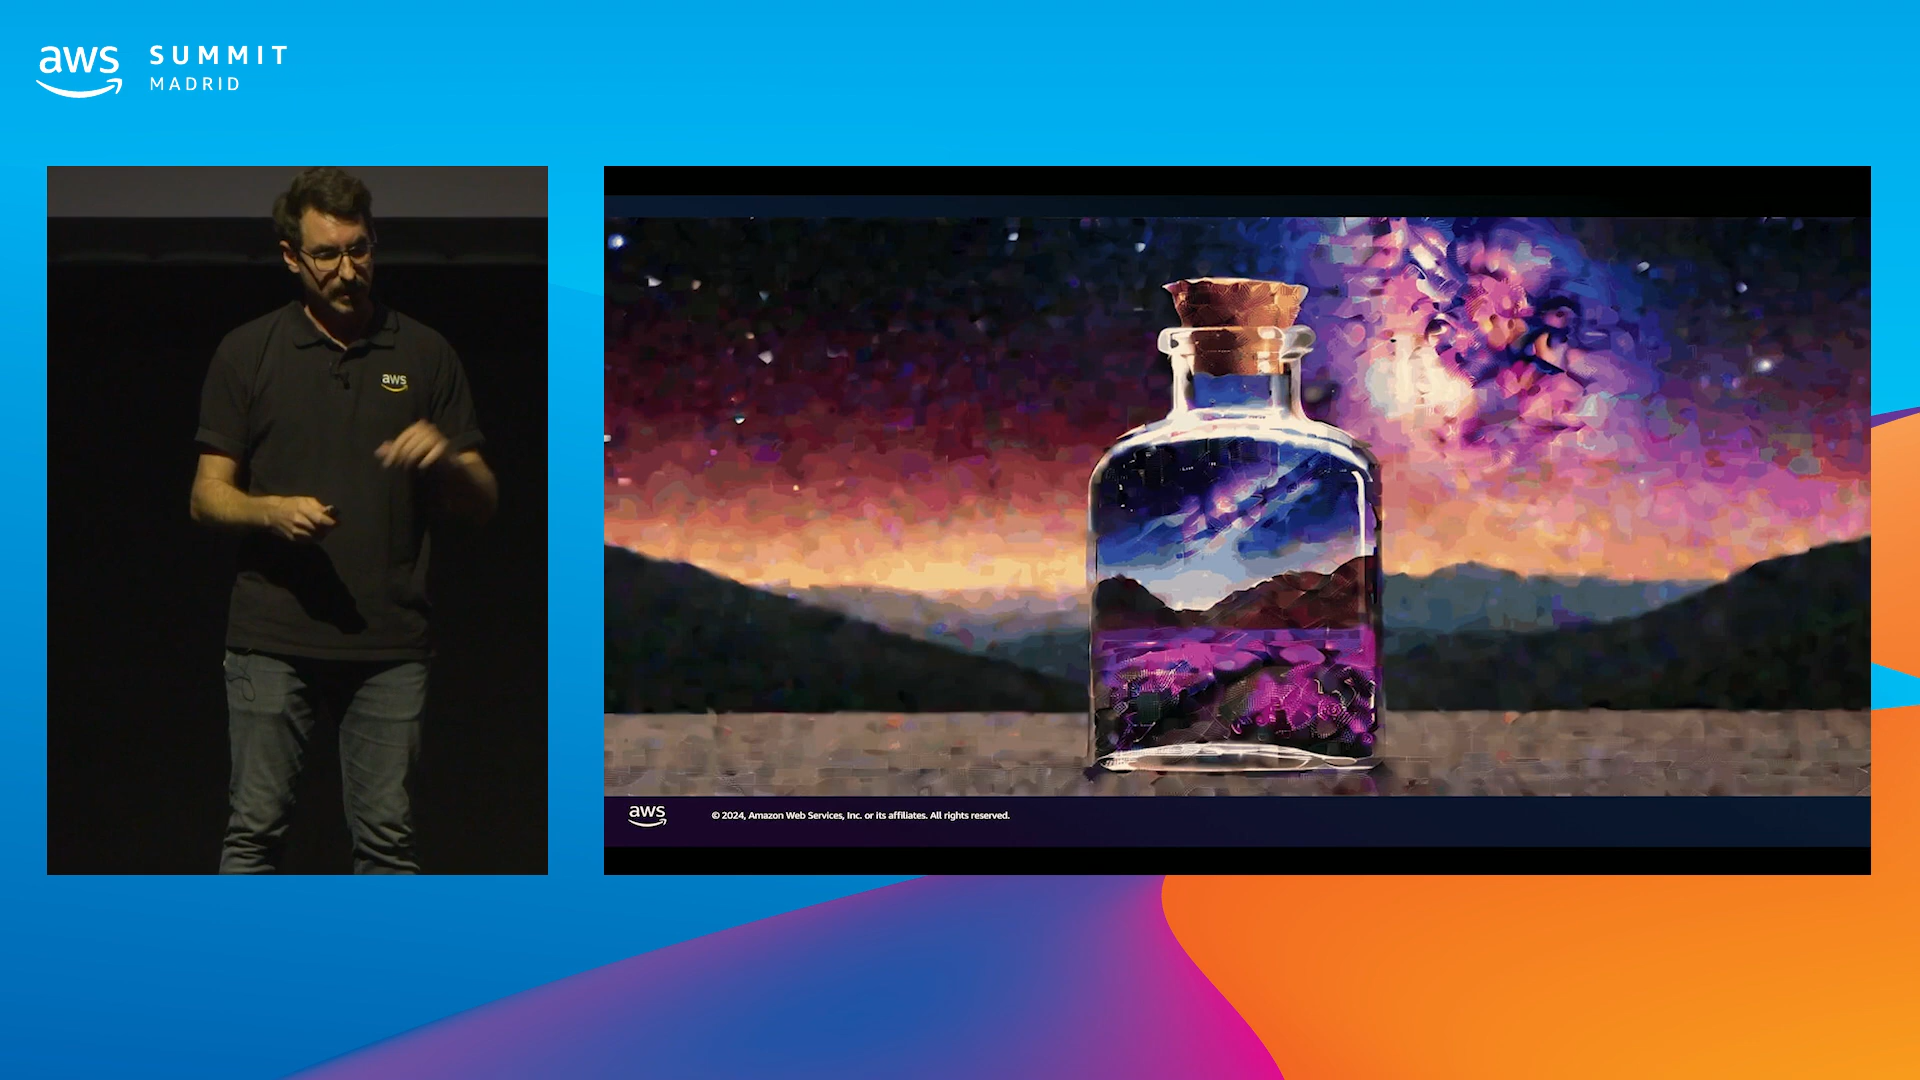 aws
SUMMIT
MADRID
aws
aws
© 2024, Amazon Web Services, Inc. or its affiliates. All rights reserved.